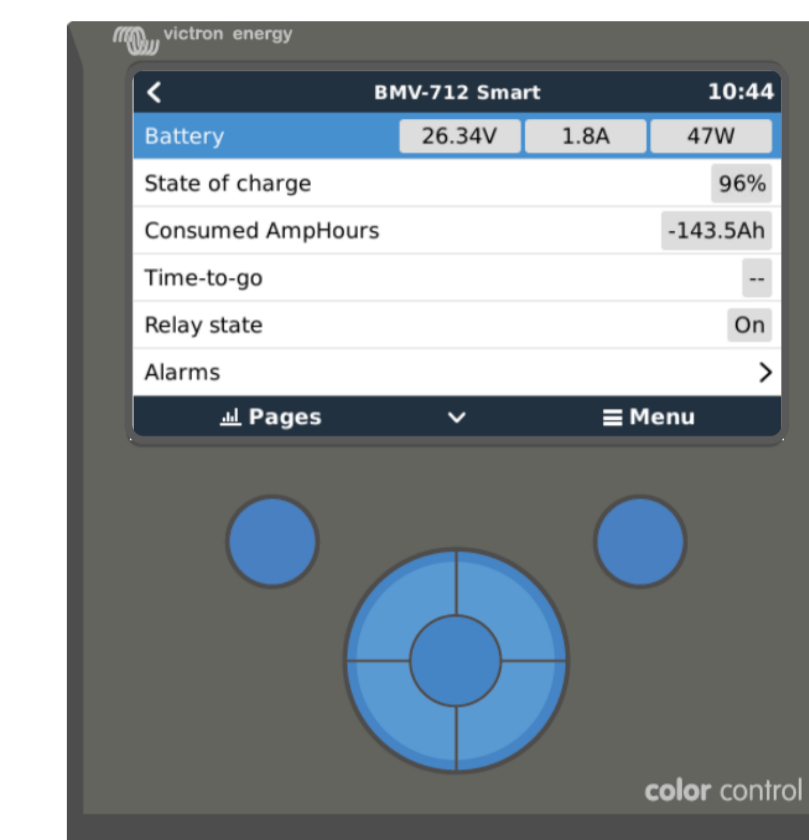 victron energy
BMV-712 Smart 10:44
Battery 26.34V 1.8A 47W
State of charge 96%
Consumed AmpHours -143.5Ah
Time-to-go --
Relay state On
Alarms
Pages Menu
color control